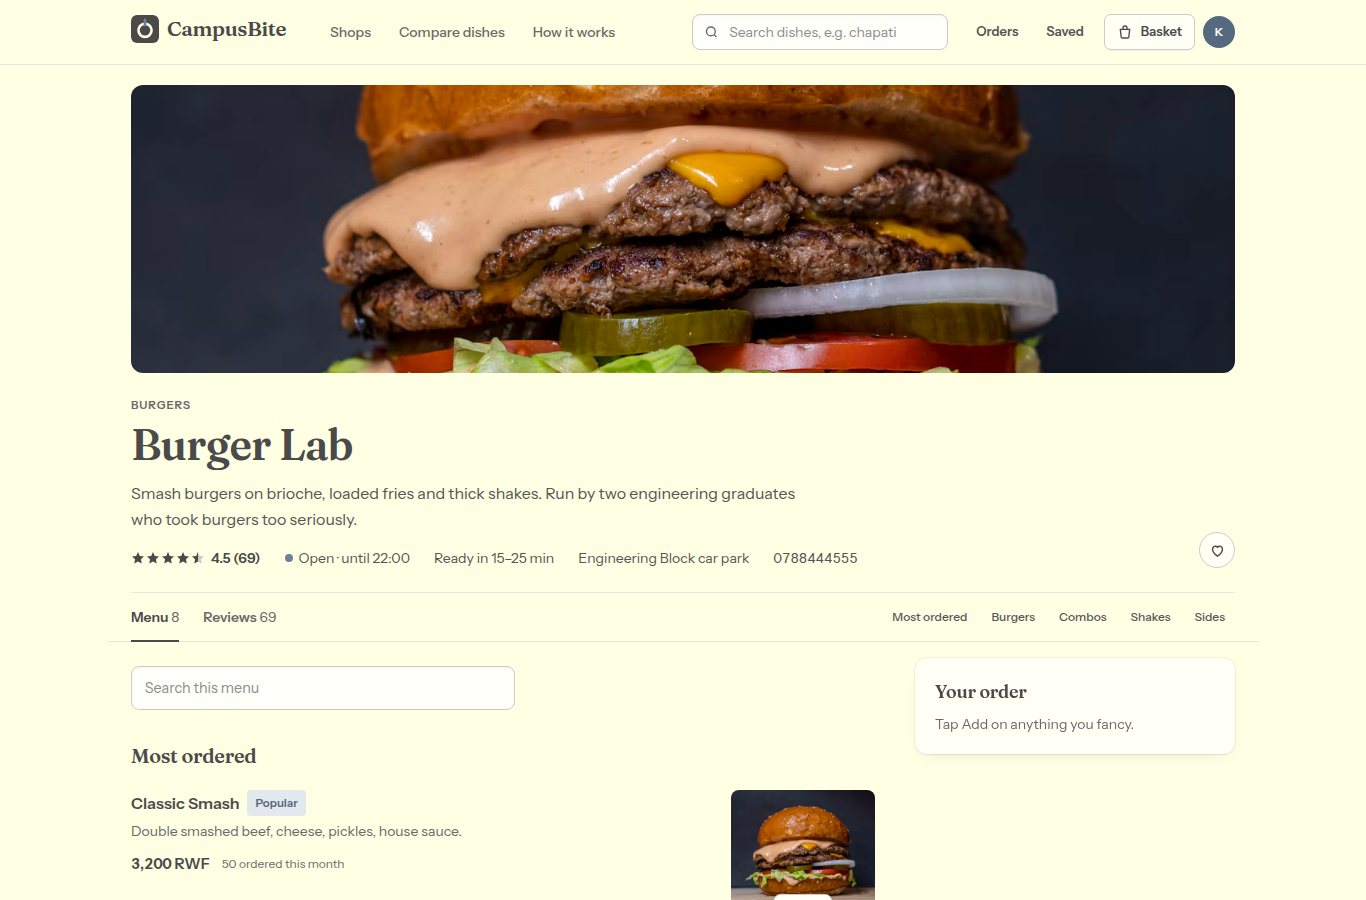 CampusBite
Shops
Compare dishes
How it works
Search dishes, e.g. chapati
Orders
Saved
Basket
K
BURGERS
Burger Lab
Smash burgers on brioche, loaded fries and thick shakes. Run by two engineering graduates
who took burgers too seriously.
4.5 (69)
Open · until 22:00
Ready in 15–25 min
Engineering Block car park
0788444555
Menu 8
Reviews 69
Most ordered
Burgers
Combos
Shakes
Sides
Search this menu
Your order
Tap Add on anything you fancy.
Most ordered
Classic Smash
Popular
Double smashed beef, cheese, pickles, house sauce.
3,200 RWF
50 ordered this month